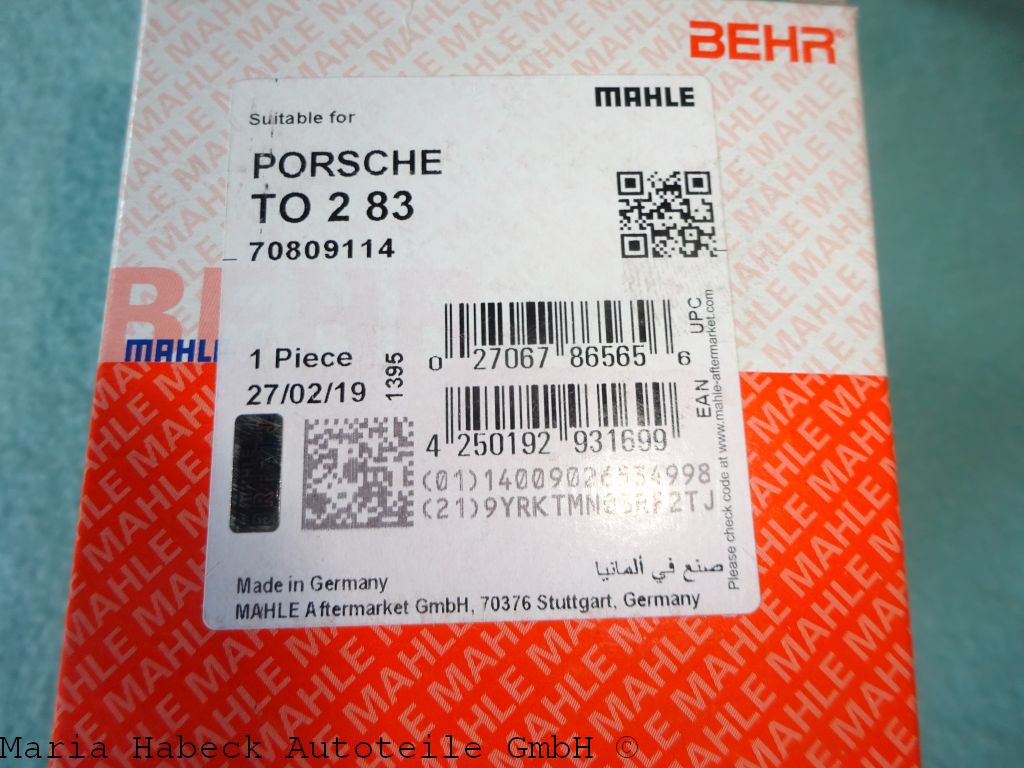 BEHR
MAHLE
Suitable for
PORSCHE
TO 2 83
70809114
UPC
0 27067 86565 6
1 Piece
27/02/19
1395
EAN
4 250192 931699
Please check code at www.mahle-aftermarket.com
صنع في ألمانيا
Made in Germany
MAHLE Aftermarket GmbH, 70376 Stuttgart, Germany
Maria Habeck Autoteile GmbH ©